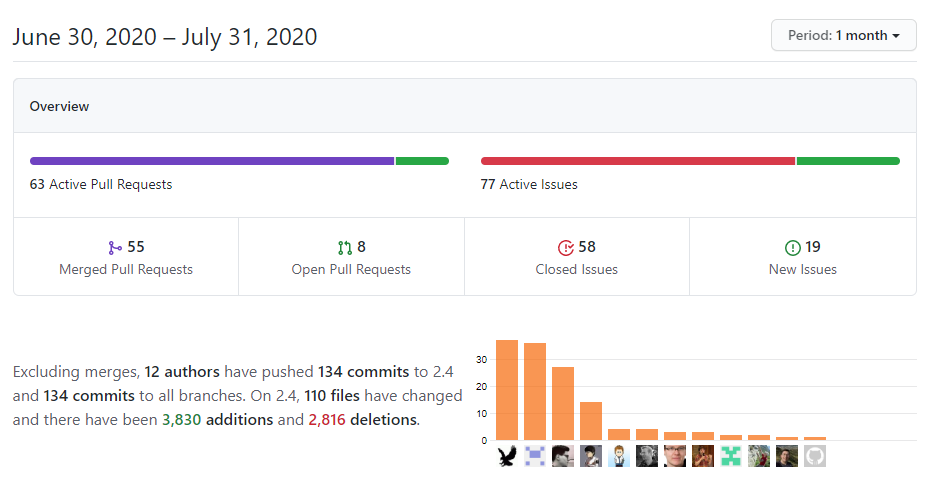 June 30, 2020 – July 31, 2020
Period: 1 month
Overview
63 Active Pull Requests
77 Active Issues
55
Merged Pull Requests
8
Open Pull Requests
58
Closed Issues
19
New Issues
Excluding merges, 12 authors have pushed 134 commits to 2.4
and 134 commits to all branches. On 2.4, 110 files have changed
and there have been 3,830 additions and 2,816 deletions.
30
20
10
0